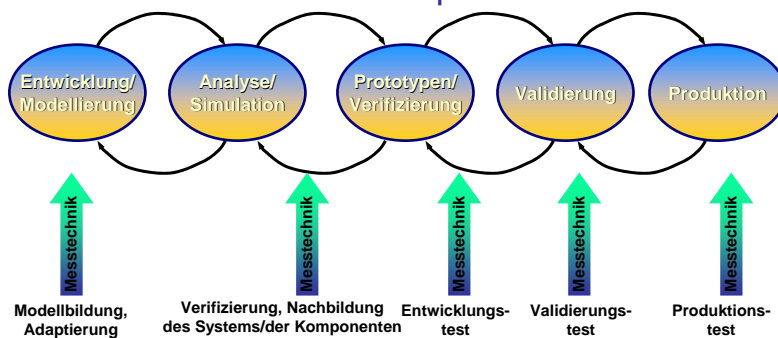 Entwicklung/
Modellierung
Analyse/
Simulation
Prototypen/
Verifizierung
Validierung
Produktion
Messtechnik
Messtechnik
Messtechnik
Messtechnik
Messtechnik
Modellbildung,
Adaptierung
Verifizierung, Nachbildung
des Systems/der Komponenten
Entwicklungs-
test
Validierungs-
test
Produktions-
test